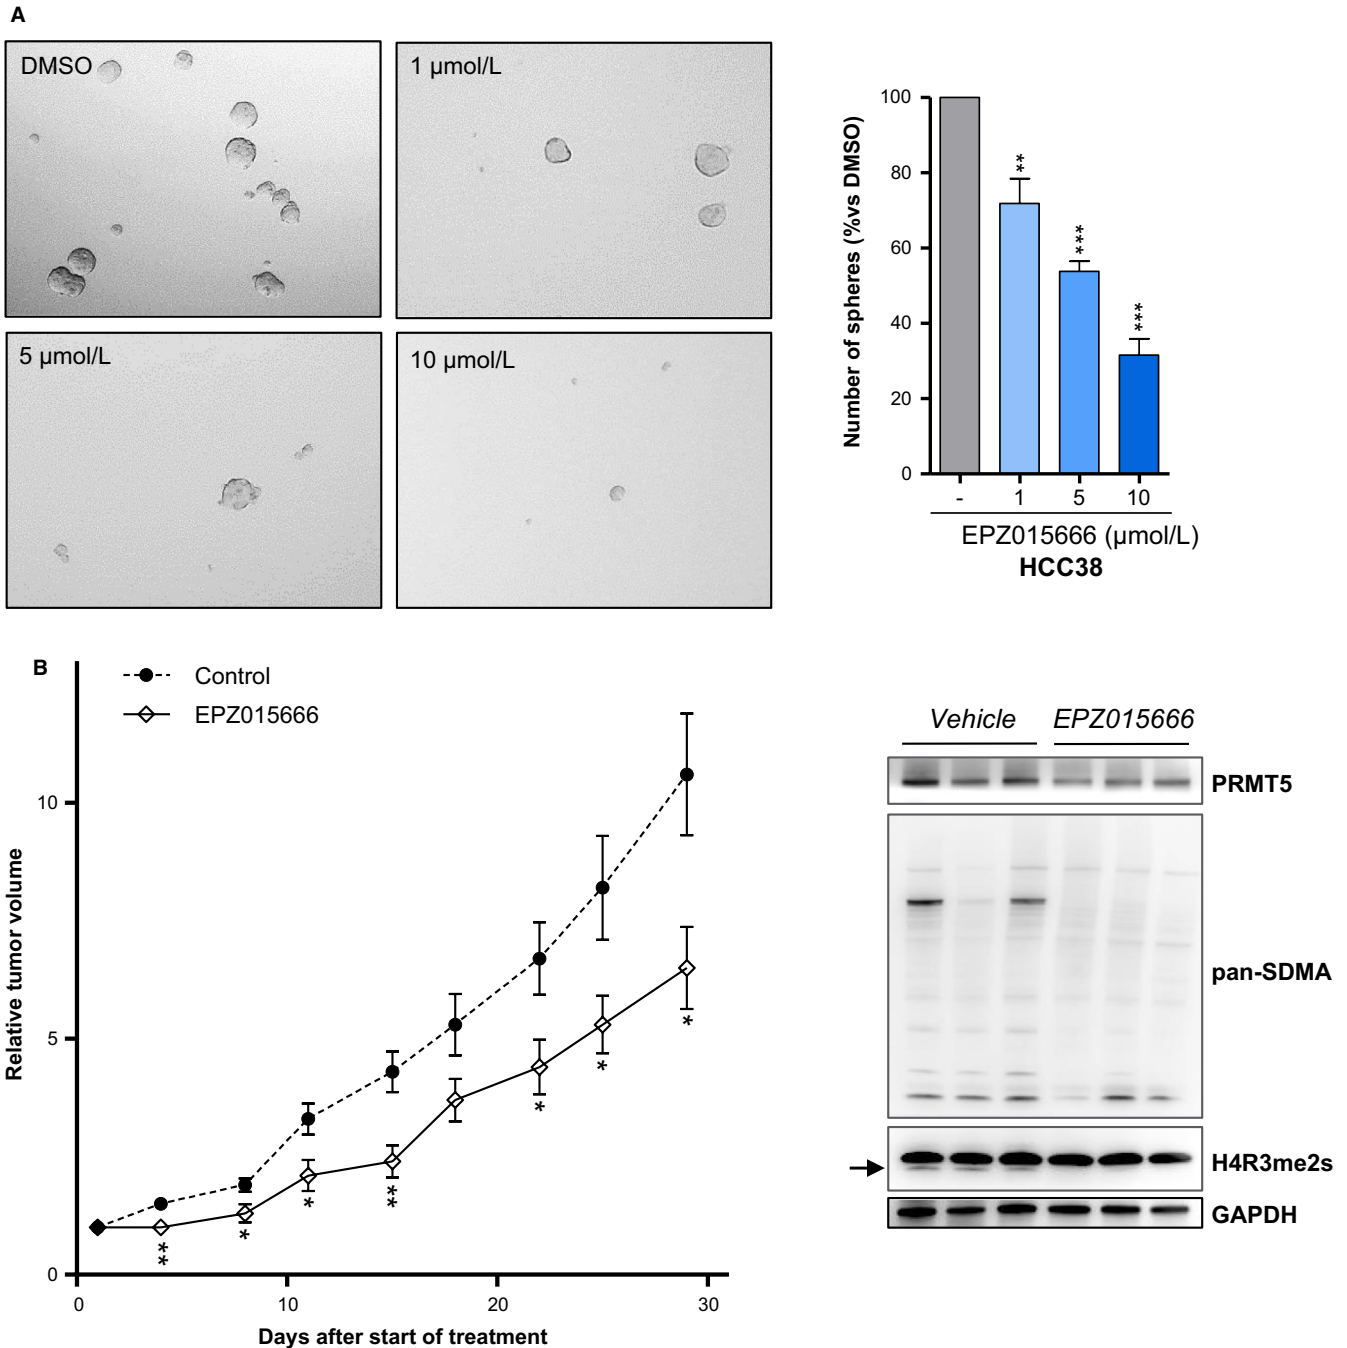 A
DMSO
1 µmol/L
5 µmol/L
10 µmol/L
Number of spheres (%vs DMSO)
100
80
60
40
20
0
**
***
***
- 1 5 10
EPZ015666 (µmol/L)
HCC38
B
Control
EPZ015666
Relative tumor volume
10
5
0
**
*
*
**
*
*
*
0 10 20 30
Days after start of treatment
Vehicle EPZ015666
PRMT5
pan-SDMA
H4R3me2s
GAPDH